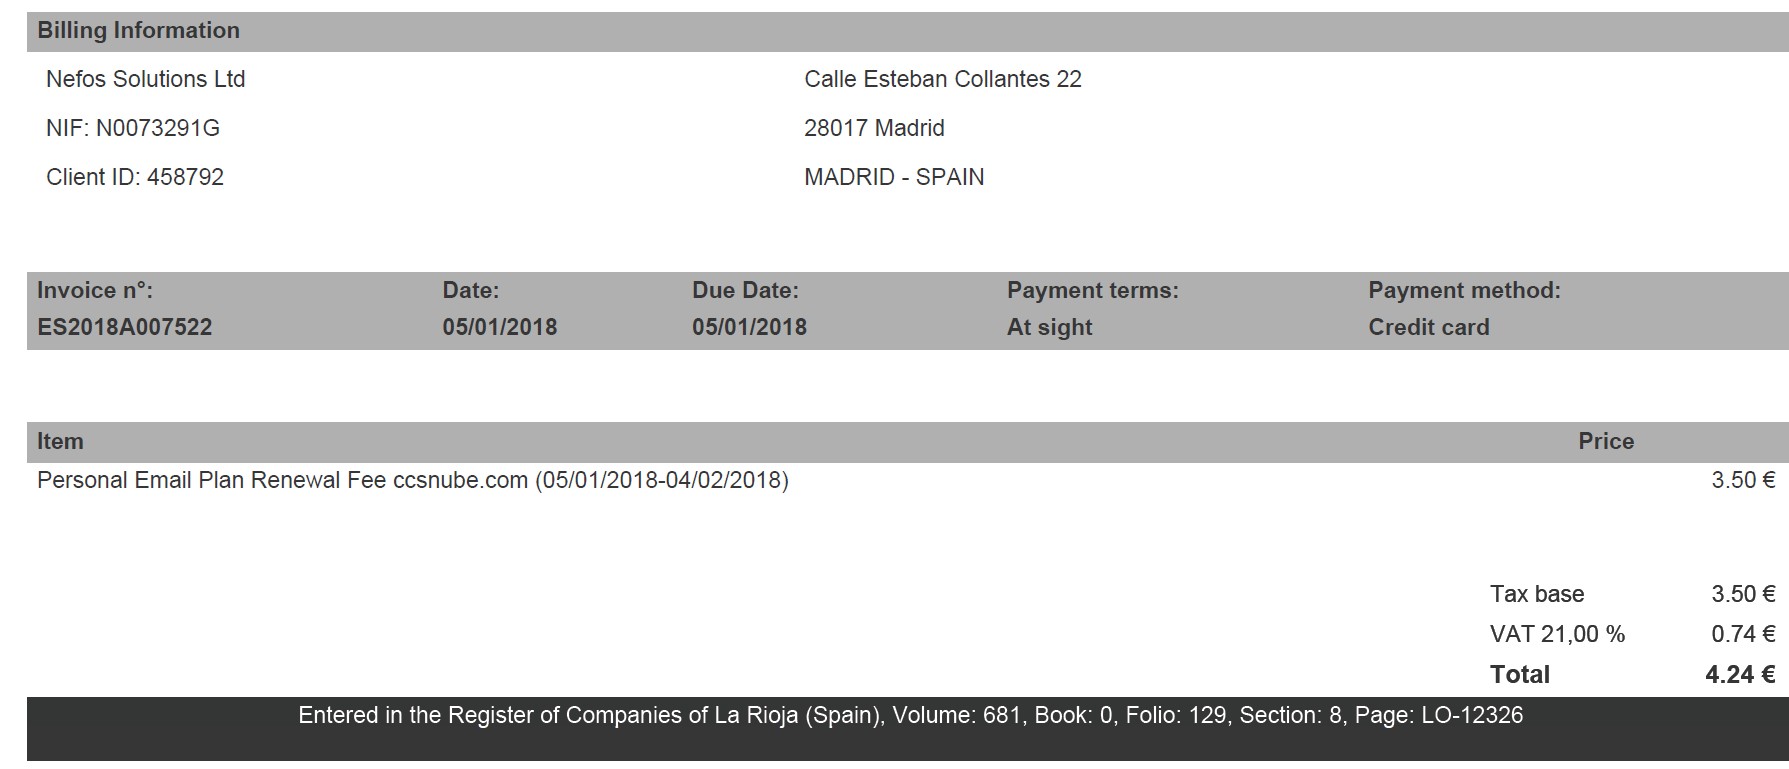 Billing Information
Nefos Solutions Ltd Calle Esteban Collantes 22
NIF: N0073291G 28017 Madrid
Client ID: 458792 MADRID - SPAIN
Invoice n°: Date: Due Date: Payment terms: Payment method:
ES2018A007522 05/01/2018 05/01/2018 At sight Credit card
Item Price
Personal Email Plan Renewal Fee ccsnube.com (05/01/2018-04/02/2018) 3.50 €
Tax base 3.50 €
VAT 21,00 % 0.74 €
Total 4.24 €
Entered in the Register of Companies of La Rioja (Spain), Volume: 681, Book: 0, Folio: 129, Section: 8, Page: LO-12326